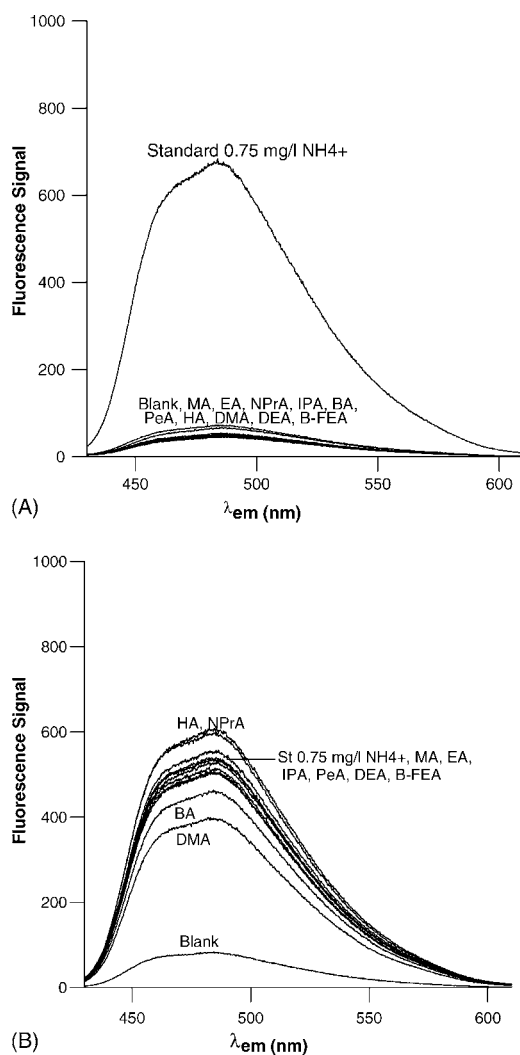 1000
800
600
400
200
0
Fluorescence Signal
Standard 0.75 mg/l NH4+
Blank, MA, EA, NPrA, IPA, BA,
PeA, HA, DMA, DEA, B-FEA
450 500 550 600
(A)
λem (nm)
1000
800
600
400
200
0
Fluorescence Signal
HA, NPrA
St 0.75 mg/l NH4+, MA, EA,
IPA, PeA, DEA, B-FEA
BA
DMA
Blank
450 500 550 600
(B)
λem (nm)